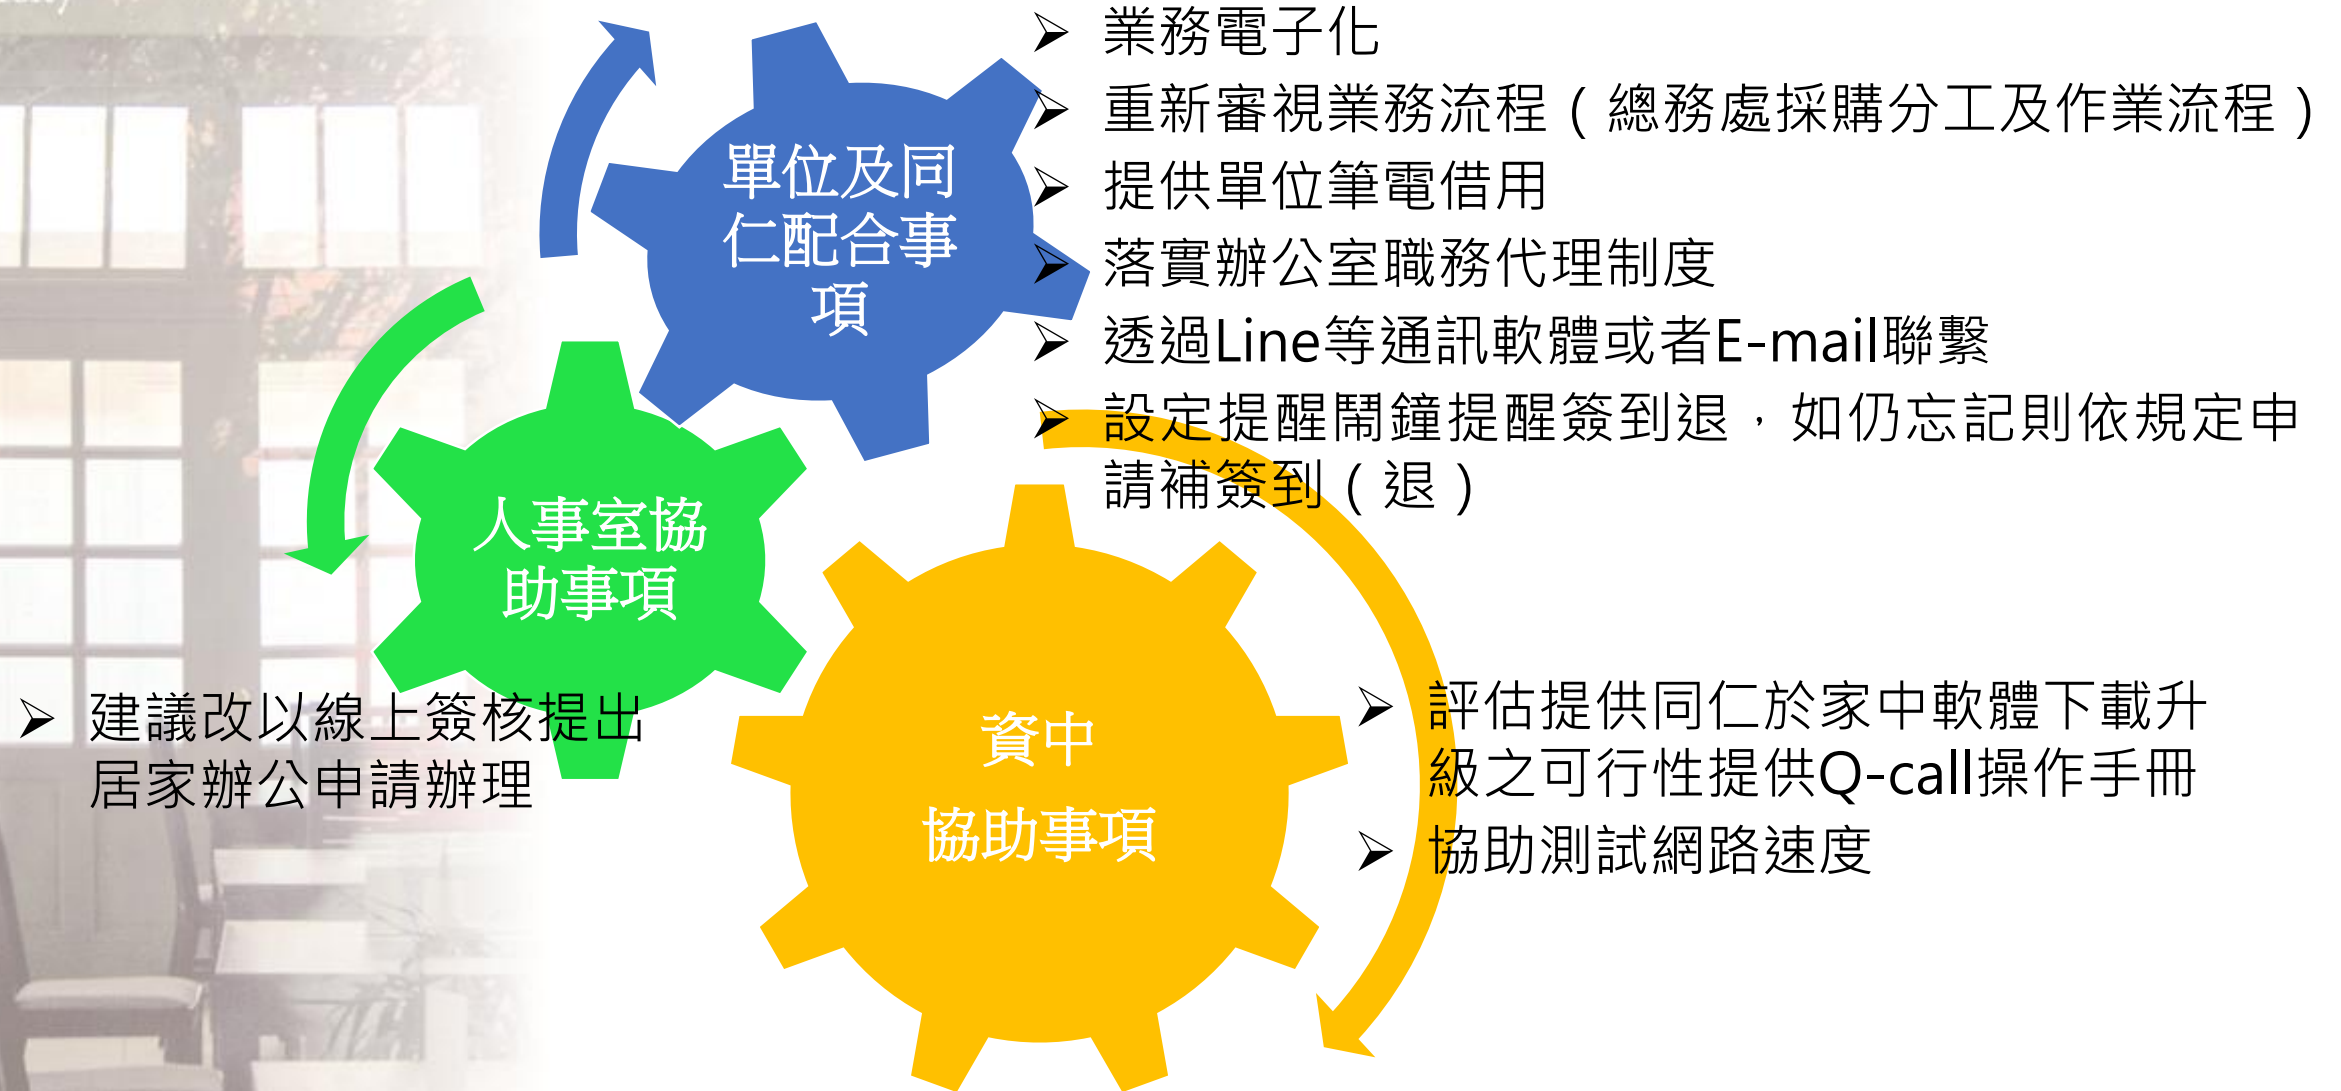 ➢ 業務電子化
➢ 重新審視業務流程（總務處採購分工及作業流程）
➢ 提供單位筆電借用
➢ 落實辦公室職務代理制度
➢ 透過Line等通訊軟體或者E-mail聯繫
➢ 設定提醒鬧鐘提醒簽到退，如仍忘記則依規定申
請補簽到（退）
單位及同
仁配合事
項
人事室協
助事項
➢ 建議改以線上簽核提出
居家辦公申請辦理
資中
協助事項
➢ 評估提供同仁於家中軟體下載升
級之可行性提供Q-call操作手冊
➢ 協助測試網路速度